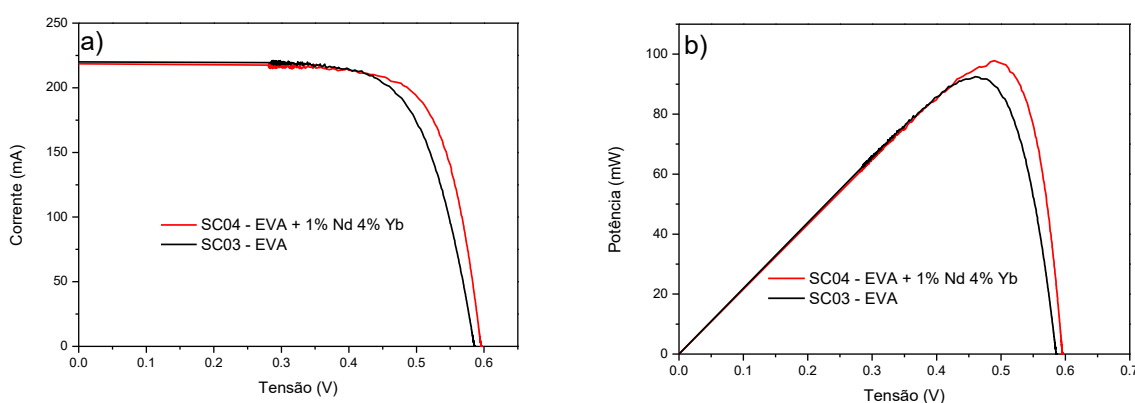 a)
Corrente (mA)
250
200
150
100
50
0
SC04 - EVA + 1% Nd 4% Yb
SC03 - EVA
0.0 0.1 0.2 0.3 0.4 0.5 0.6
Tensão (V)
b)
Potência (mW)
100
80
60
40
20
0
SC04 - EVA + 1% Nd 4% Yb
SC03 - EVA
0.0 0.1 0.2 0.3 0.4 0.5 0.6 0.7
Tensão (V)